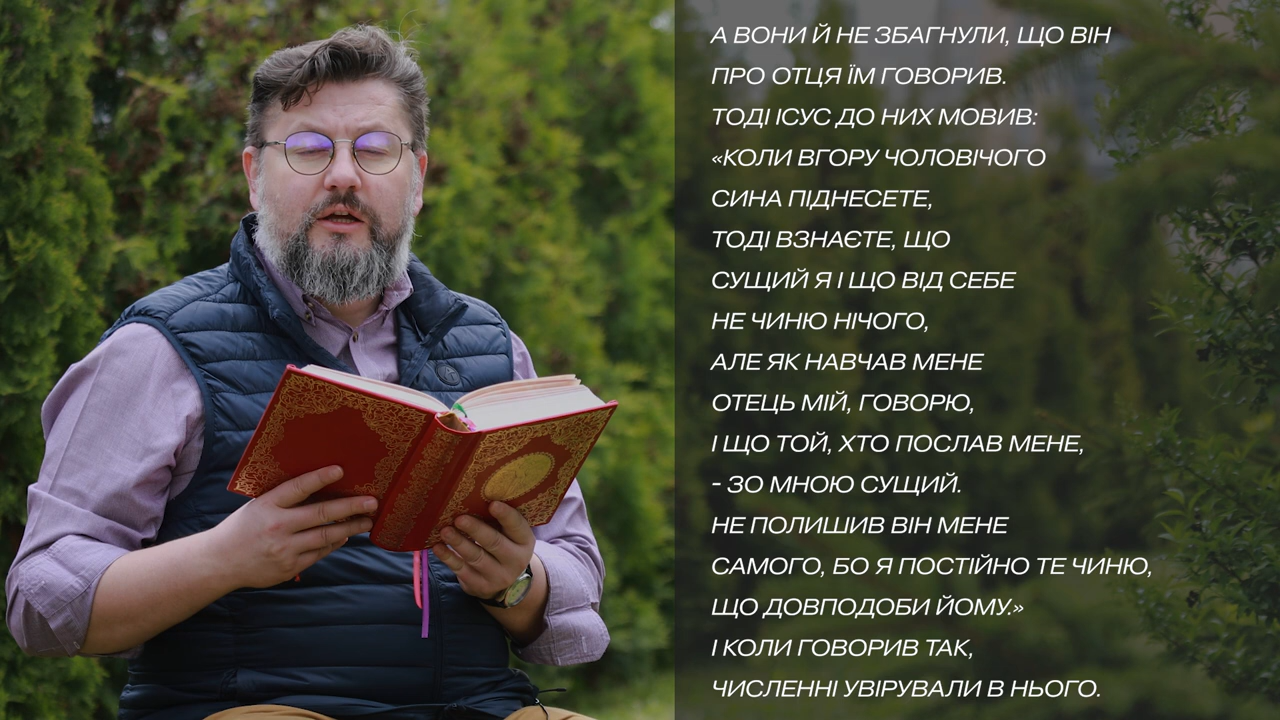 А ВОНИ Й НЕ ЗБАГНУЛИ, ЩО ВІН
ПРО ОТЦЯ ЇМ ГОВОРИВ.
ТОДІ ІСУС ДО НИХ МОВИВ:
«КОЛИ ВГОРУ ЧОЛОВІЧОГО
СИНА ПІДНЕСЕТЕ,
ТОДІ ВЗНАЄТЕ, ЩО
СУЩИЙ Я І ЩО ВІД СЕБЕ
НЕ ЧИНЮ НІЧОГО,
АЛЕ ЯК НАВЧАВ МЕНЕ
ОТЕЦЬ МІЙ, ГОВОРЮ,
І ЩО ТОЙ, ХТО ПОСЛАВ МЕНЕ,
- ЗО МНОЮ СУЩИЙ.
НЕ ПОЛИШИВ ВІН МЕНЕ
САМОГО, БО Я ПОСТІЙНО ТЕ ЧИНЮ,
ЩО ДОВПОДОБИ ЙОМУ.»
І КОЛИ ГОВОРИВ ТАК,
ЧИСЛЕННІ УВІРУВАЛИ В НЬОГО.